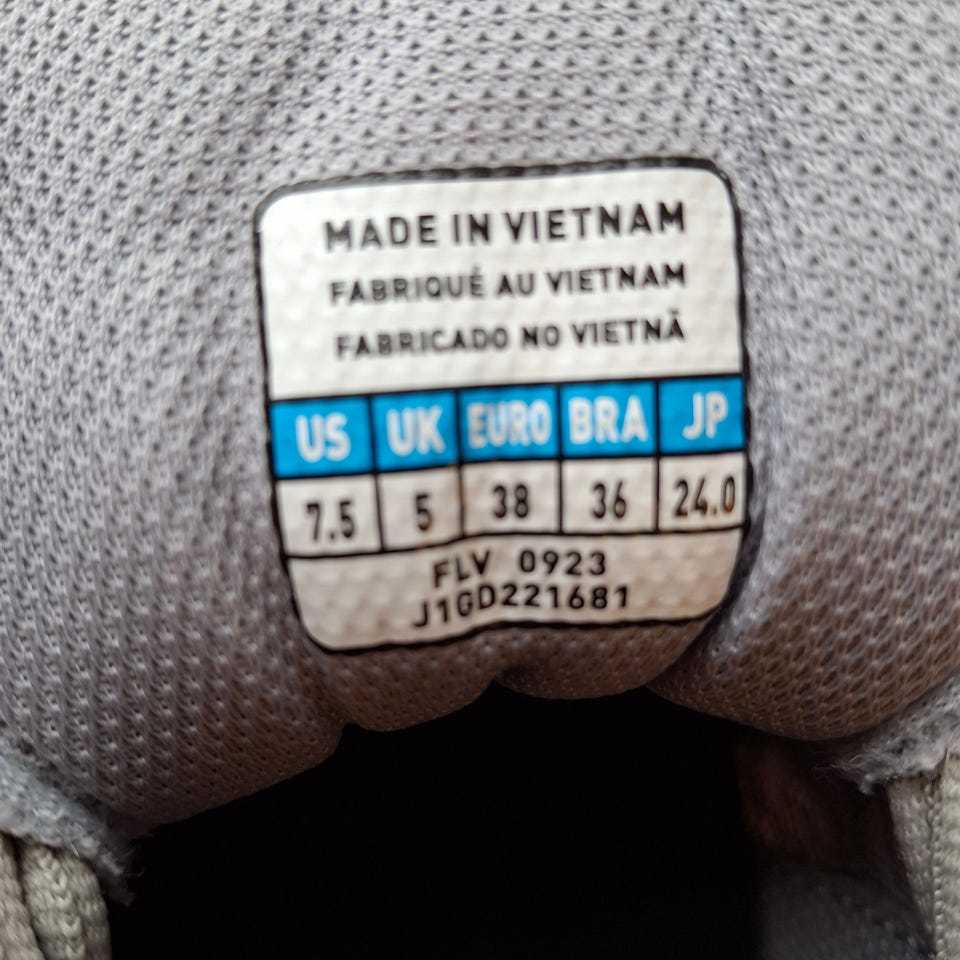 MADE IN VIETNAM
FABRIQUÉ AU VIETNAM
FABRICADO NO VIETNÃ
US UK EURO BRA JP
7.5 5 38 36 24.0
FLV 0923
J1GD221681